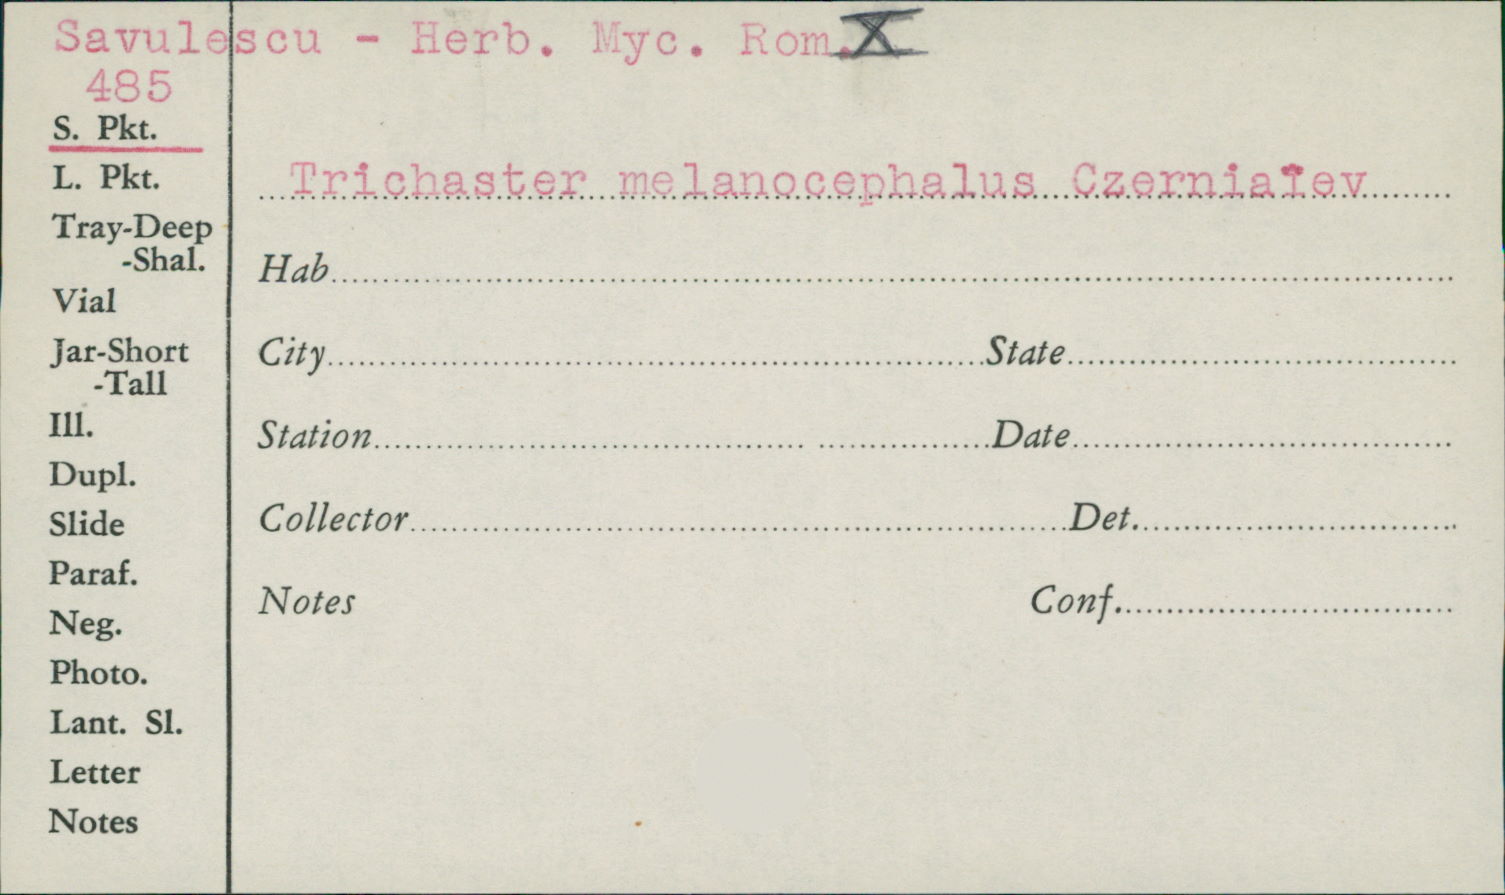 Savulescu - Herb. Myc. Rom. X
485
S. Pkt.
L. Pkt.
Tray-Deep
-Shal.
Vial
Jar-Short
-Tall
Ill.
Dupl.
Slide
Paraf.
Neg.
Photo.
Lant. Sl.
Letter
Notes
Trichaster melanocephalus Czerniaïev
Hab
City State
Station Date
Collector Det.
Notes Conf.